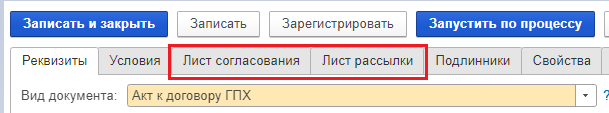 Записать и закрыть Записать Зарегистрировать Запустить по процессу
Реквизиты Условия Лист согласования Лист рассылки Подлинники Свойства
Вид документа: Акт к договору ГПХ ?